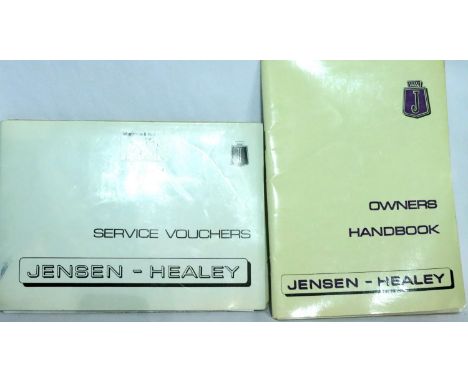 SERVICE VOUCHERS
JENSEN - HEALEY
J
OWNERS
HANDBOOK
JENSEN - HEALEY